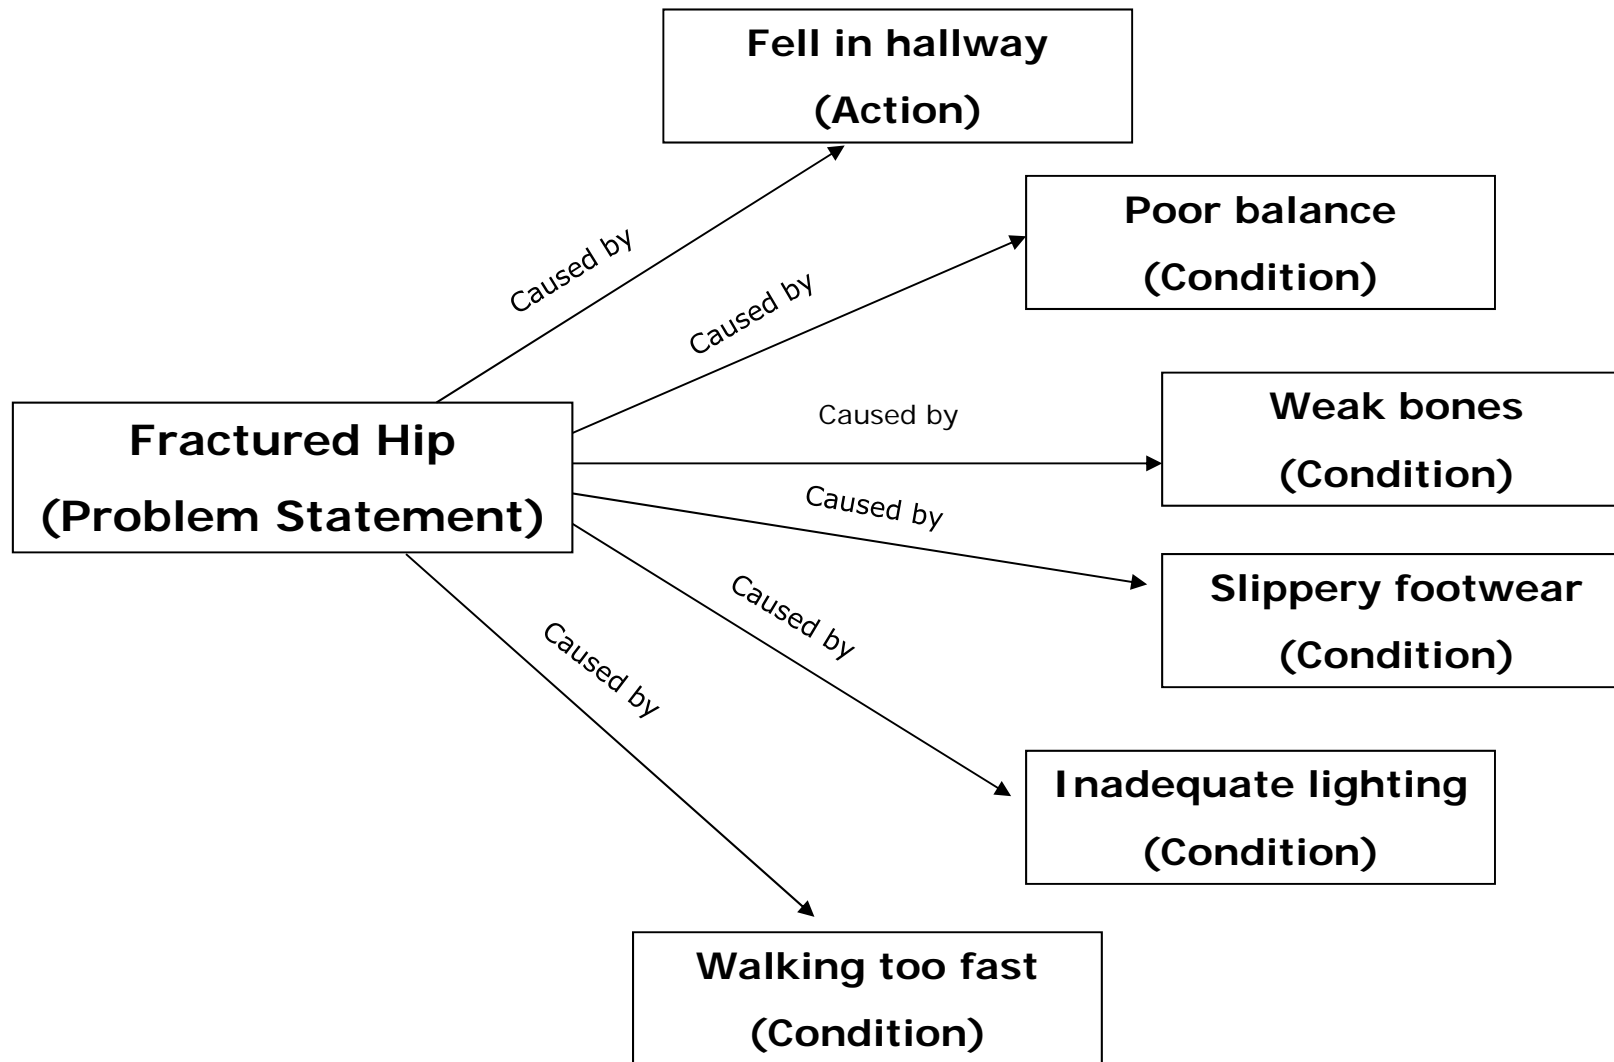 Fell in hallway
(Action)
Caused by
Poor balance
(Condition)
Caused by
Weak bones
(Condition)
Caused by
Fractured Hip
(Problem Statement)
Caused by
Slippery footwear
(Condition)
Caused by
Inadequate lighting
(Condition)
Caused by
Walking too fast
(Condition)